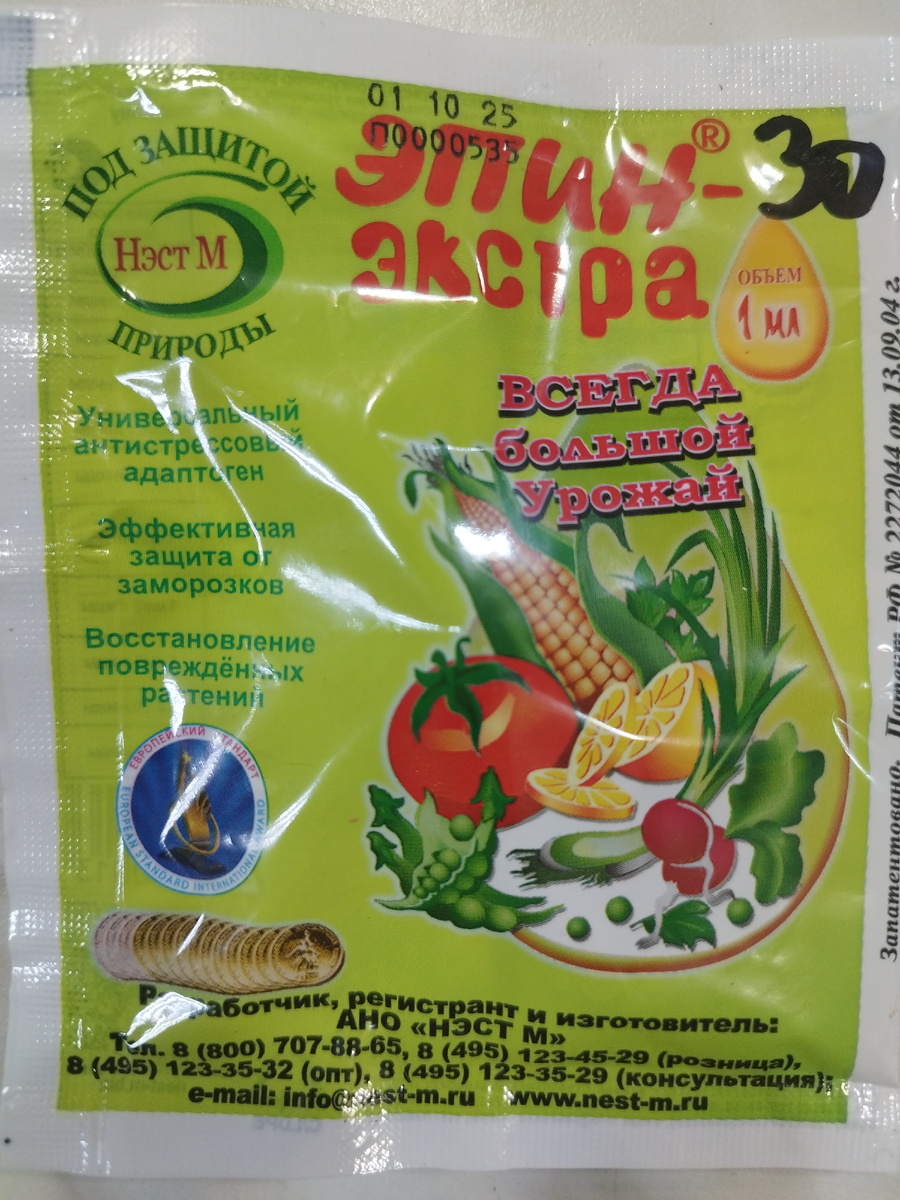 01 10 25
П0000535
ЭПИН®-
ЭКСТРА
30
ПОД ЗАЩИТОЙ
Нэст М
ПРИРОДЫ
ОБЪЕМ
1 мл
ВСЕГДА
большой
Урожай
Универсальный
антистрессовый
адаптоген
Эффективная
защита от
заморозков
Восстановление
повреждённых
растений
ЕВРОПЕЙСКИЙ СТАНДАРТ
EUROPEAN STANDARD INTERNATIONAL AWARD
Разработчик, регистрант и изготовитель:
АНО «НЭСТ М»
Тел. 8 (800) 707-88-65, 8 (495) 123-45-29 (розница),
8 (495) 123-35-32 (опт), 8 (495) 123-35-29 (консультация);
e-mail: info@nest-m.ru www.nest-m.ru
Запатентовано. Патент РФ № 2272044 от 13.09.04 г.